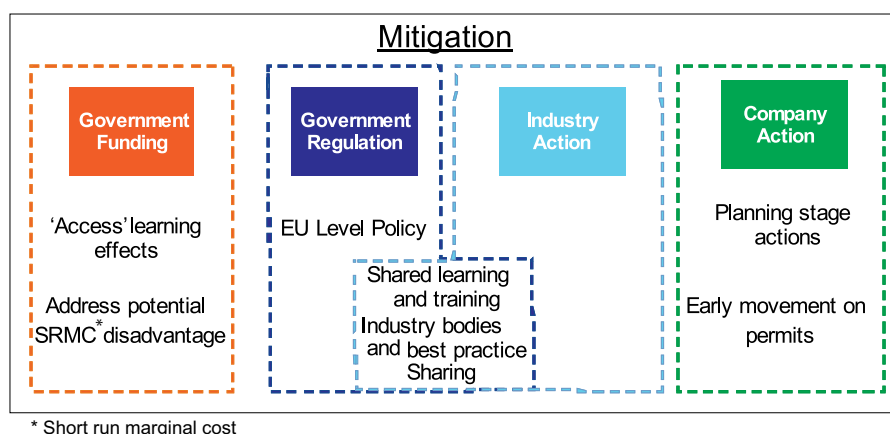 Mitigation
Government
Funding
Government
Regulation
Industry
Action
Company
Action
‘Access’ learning
effects
Address potential
SRMC* disadvantage
EU Level Policy
Shared learning
and training
Industry bodies
and best practice
Sharing
Planning stage
actions
Early movement on
permits
* Short run marginal cost